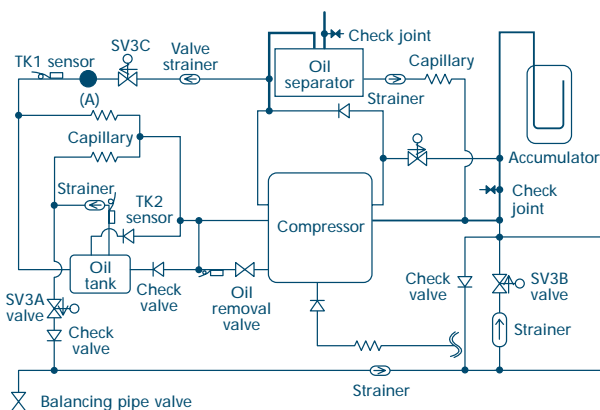 SV3C
Valve
strainer
Check joint
TK1 sensor
(A)
Oil
separator
Capillary
Strainer
Capillary
Accumulator
Strainer
TK2
sensor
Check
joint
Compressor
Oil
tank
Check
valve
Oil
removal
valve
Check
valve
SV3B
valve
SV3A
valve
Check
valve
Strainer
Strainer
Balancing pipe valve